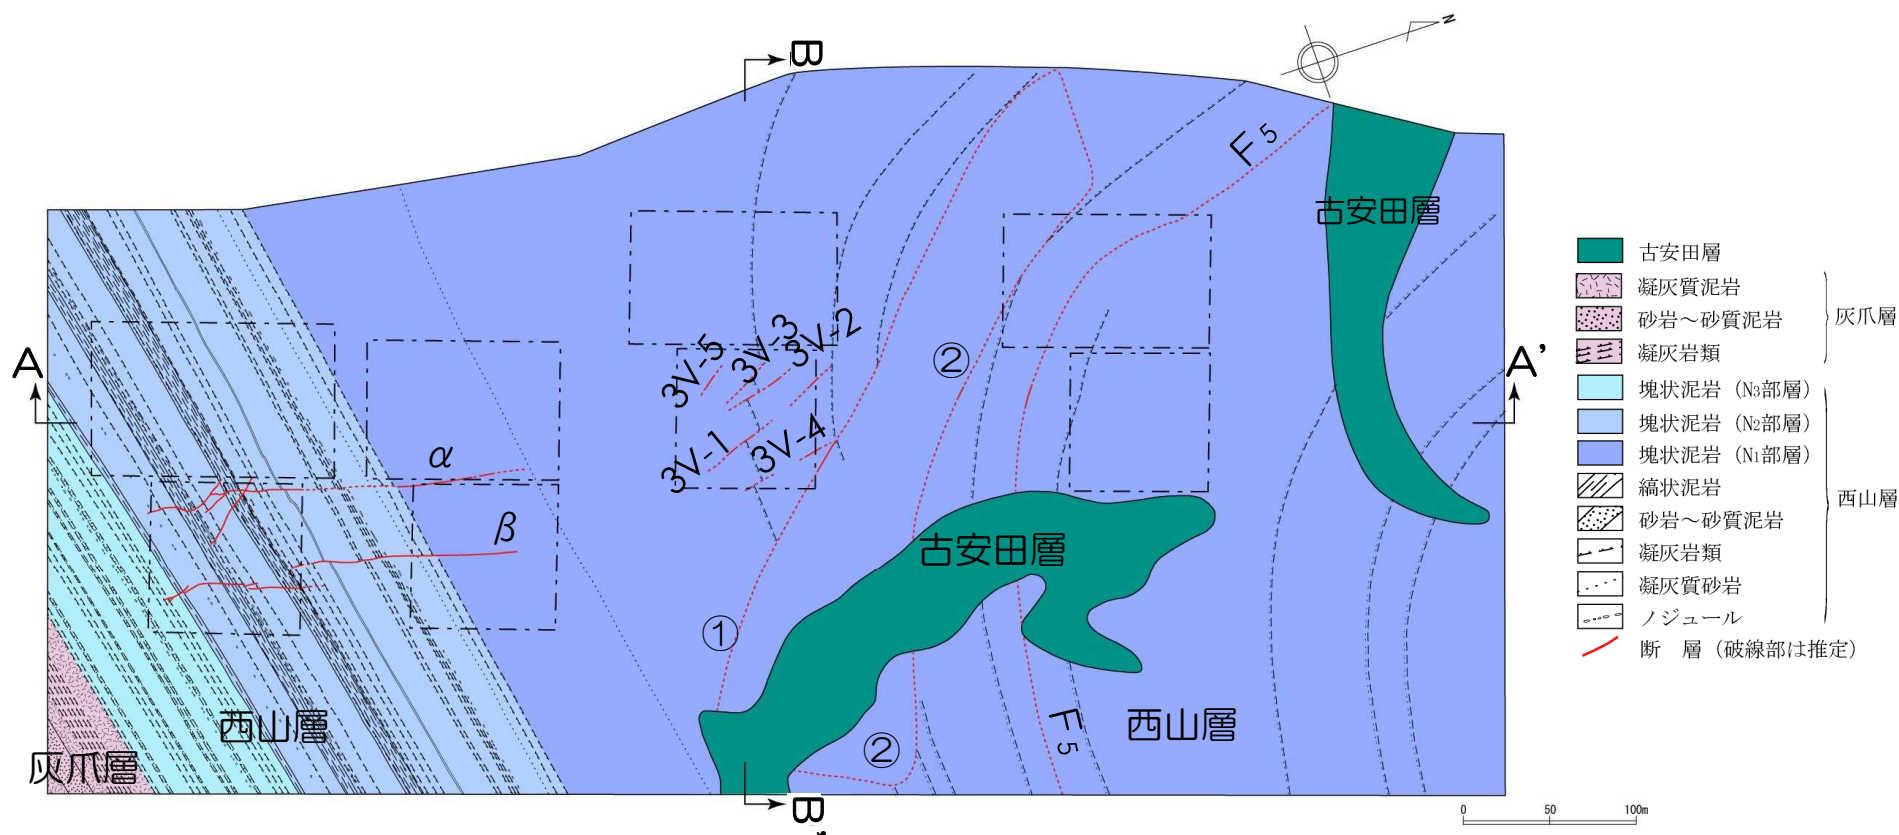 B
N
F5
古安田層
3V-5
3V-3
3V-2
②
A
A'
3V-1
3V-4
α
β
古安田層
①
西山層
灰爪層
②
F5
西山層
B'
古安田層
凝灰質泥岩
砂岩～砂質泥岩
凝灰岩類
灰爪層
塊状泥岩（N3部層）
塊状泥岩（N2部層）
塊状泥岩（N1部層）
縞状泥岩
砂岩～砂質泥岩
凝灰岩類
凝灰質砂岩
ノジュール
西山層
断　層（破線部は推定）
0 50 100m